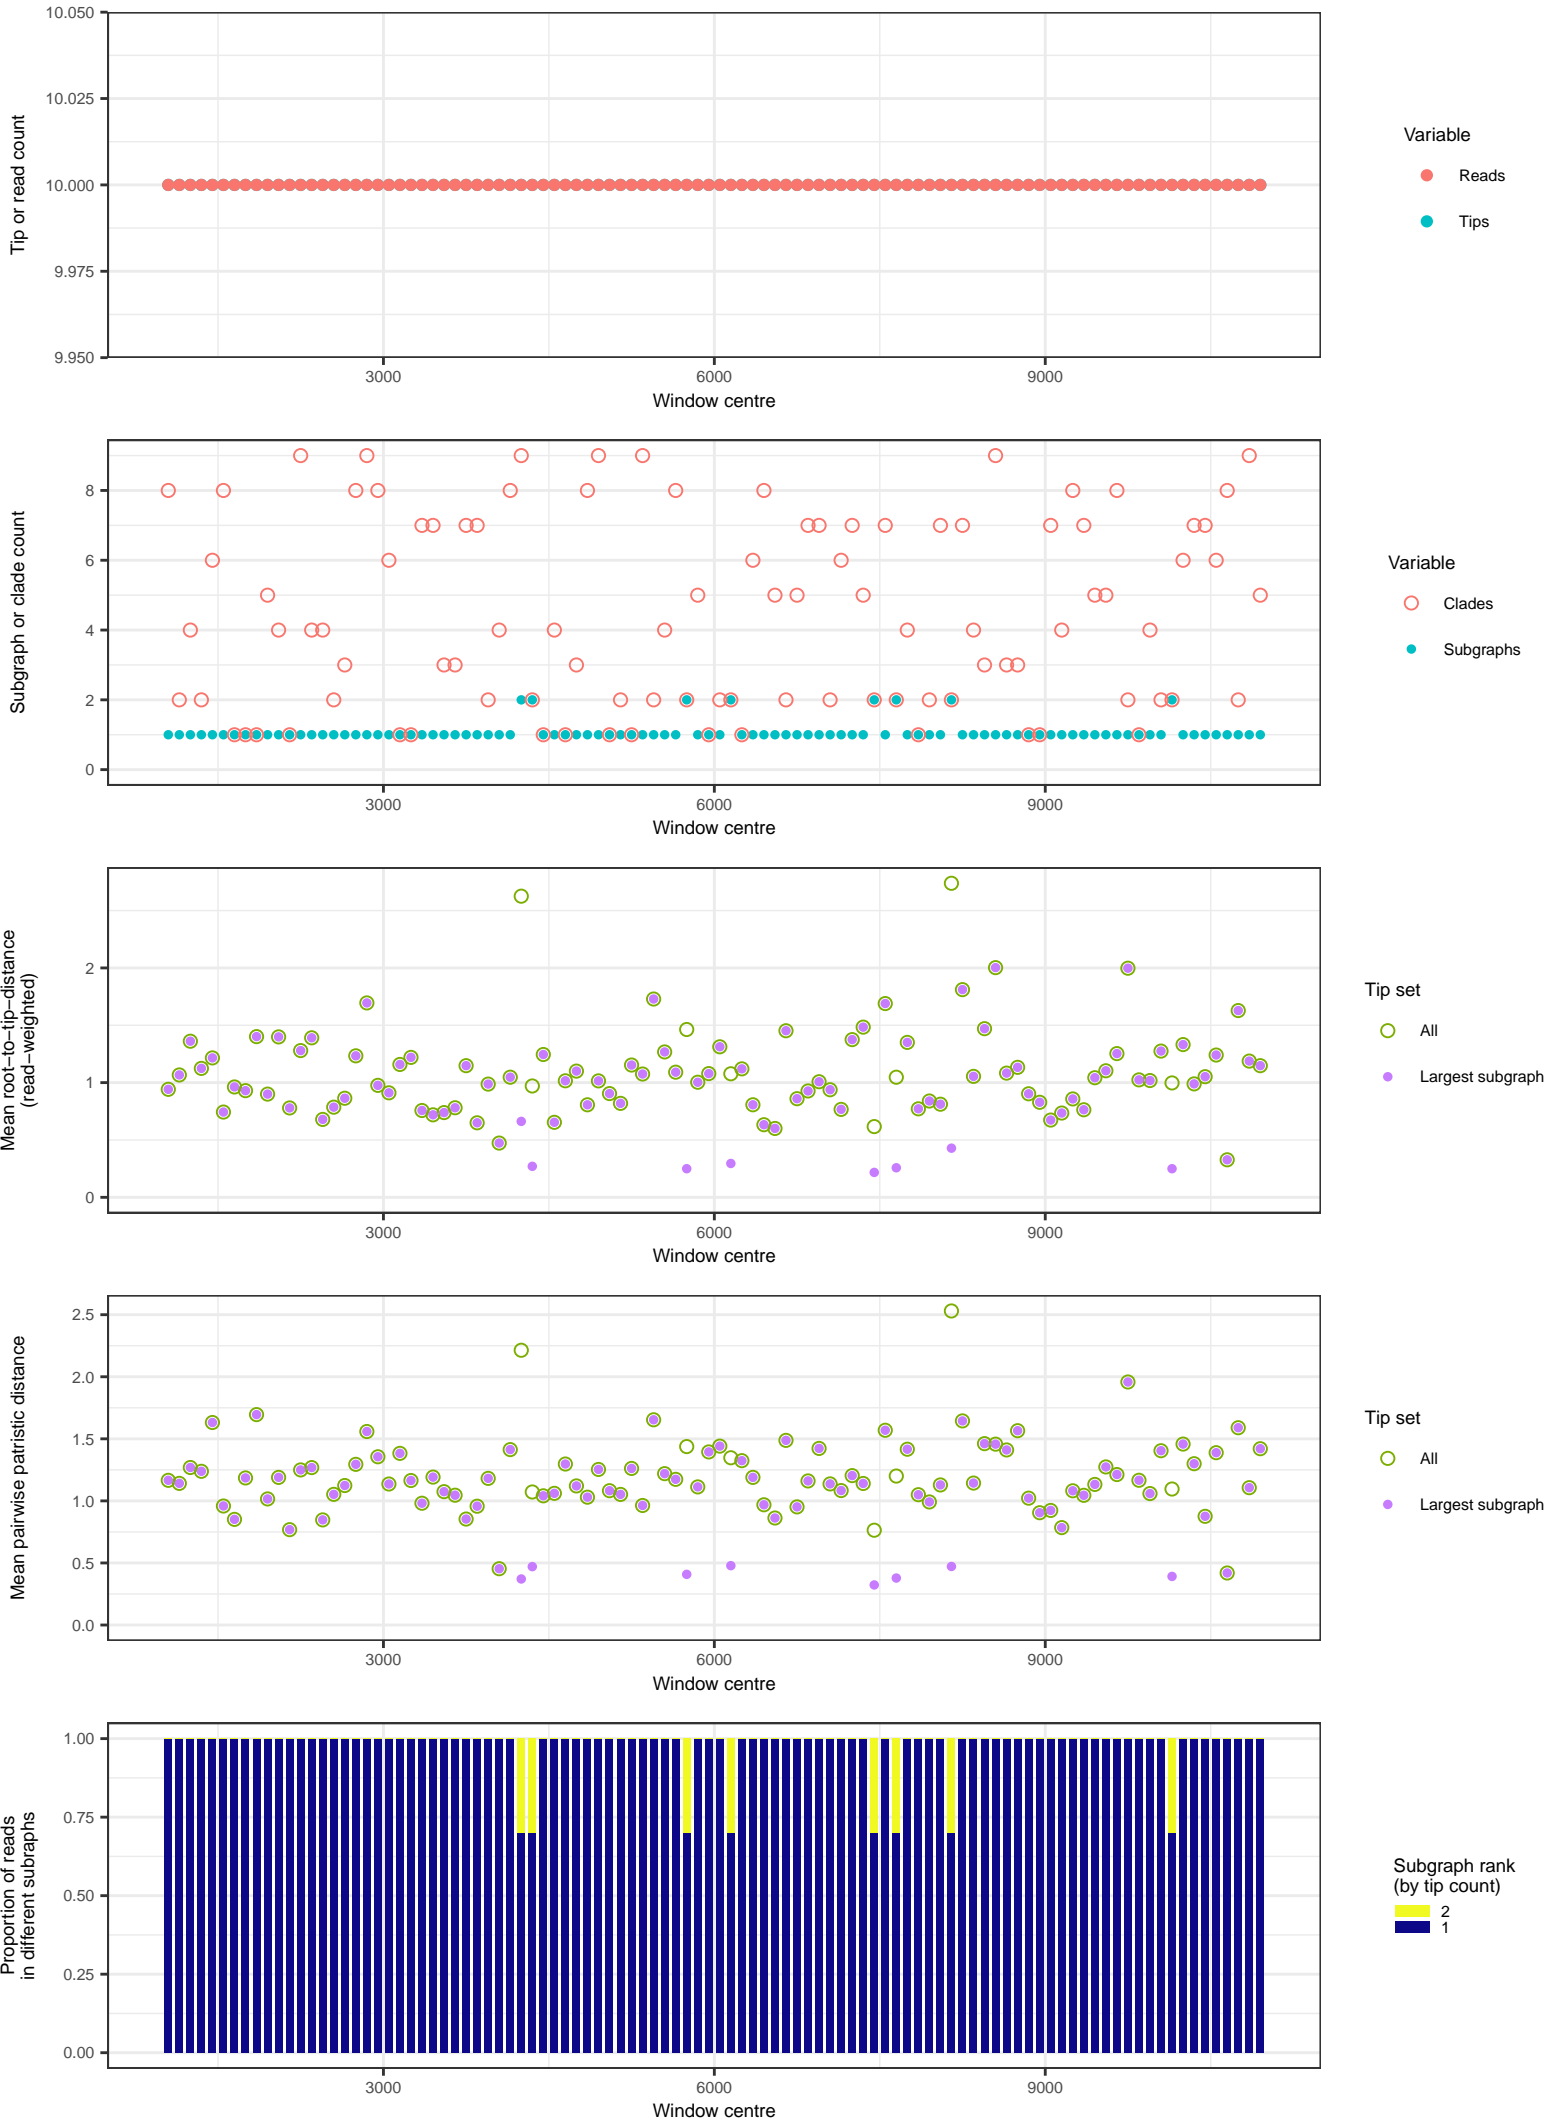 10.050
10.025
10.000
9.975
9.950
Tip or read count
3000 6000 9000
Window centre
Variable
Reads
Tips
8
6
4
2
0
Subgraph or clade count
3000 6000 9000
Window centre
Variable
Clades
Subgraphs
2
1
0
Mean root−to−tip−distance
(read−weighted)
3000 6000 9000
Window centre
Tip set
All
Largest subgraph
2.5
2.0
1.5
1.0
0.5
0.0
Mean pairwise patristic distance
3000 6000 9000
Window centre
Tip set
All
Largest subgraph
1.00
0.75
0.50
0.25
0.00
Proportion of reads
in different subraphs
3000 6000 9000
Window centre
Subgraph rank
(by tip count)
2
1